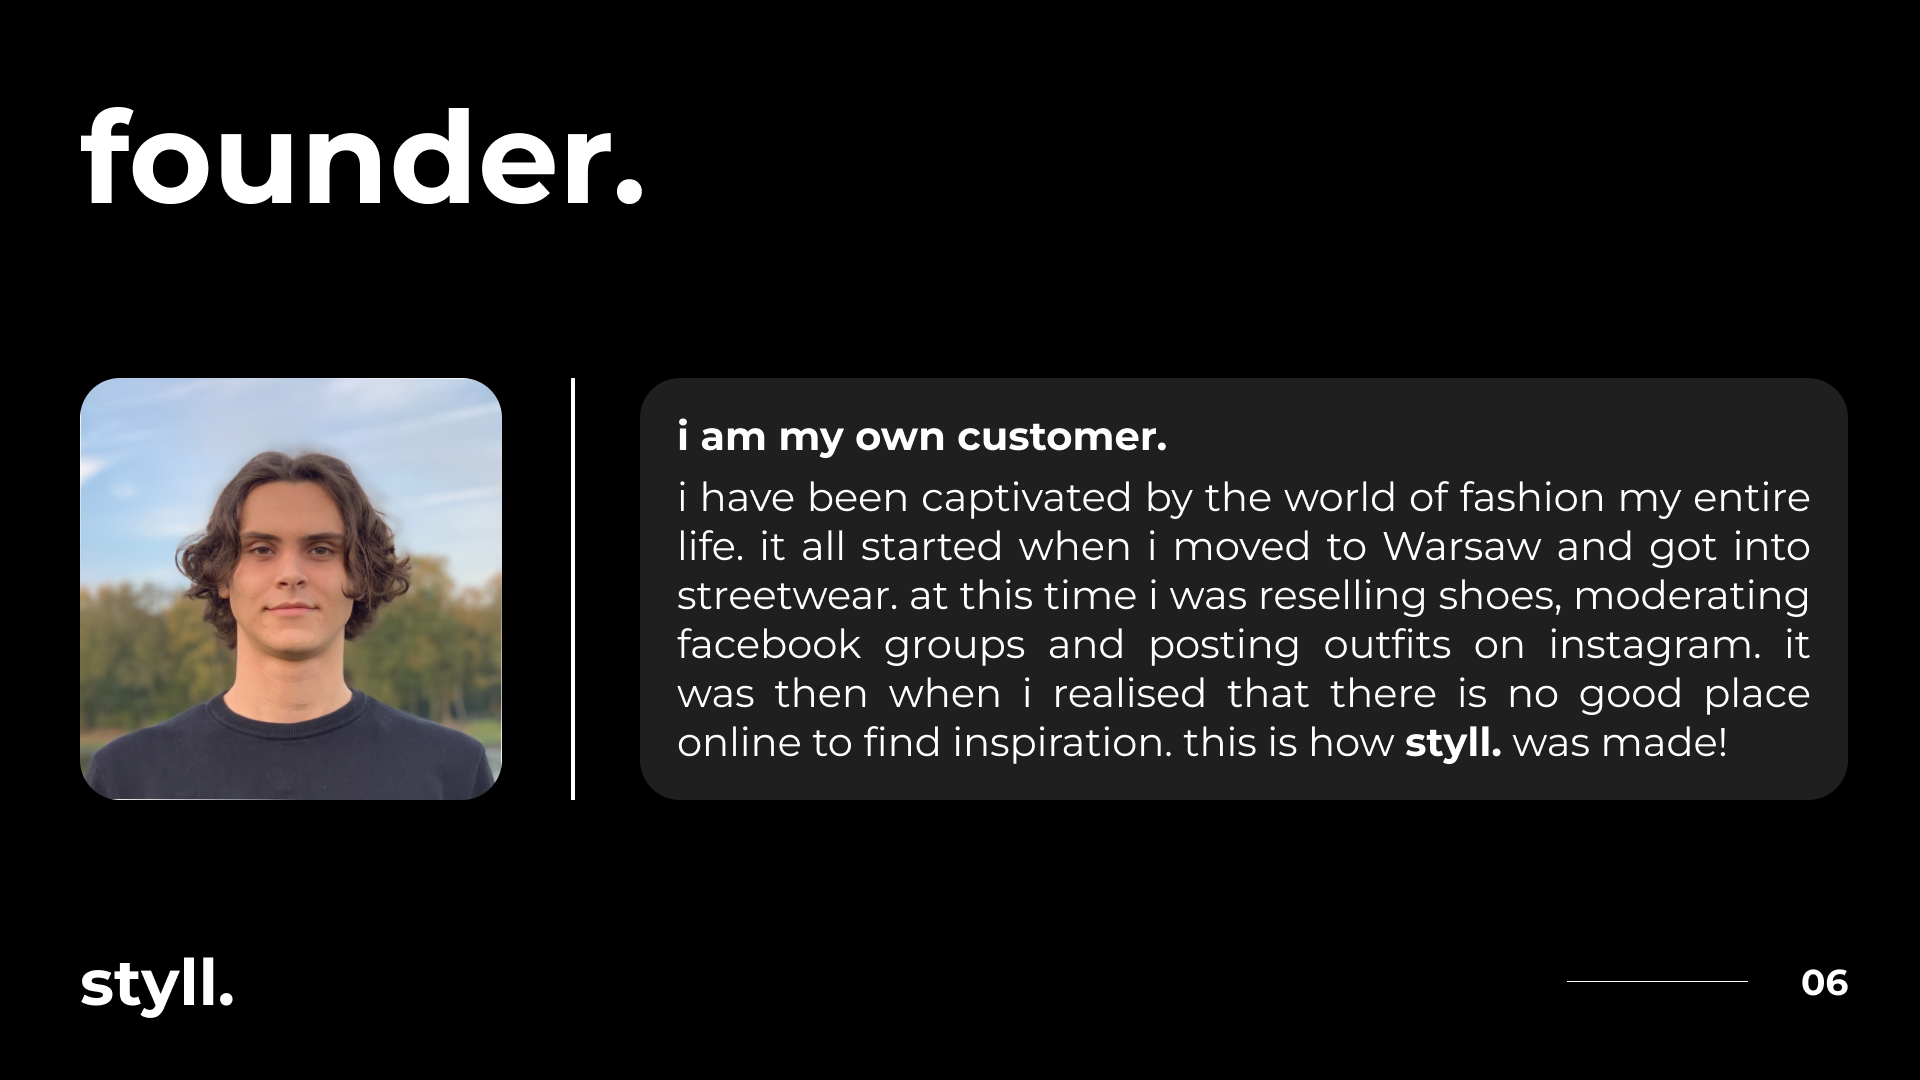 founder.
i am my own customer.
i have been captivated by the world of fashion my entire
life. it all started when i moved to Warsaw and got into
streetwear. at this time i was reselling shoes, moderating
facebook groups and posting outfits on instagram. it
was then when i realised that there is no good place
online to find inspiration. this is how styll. was made!
styll.
06